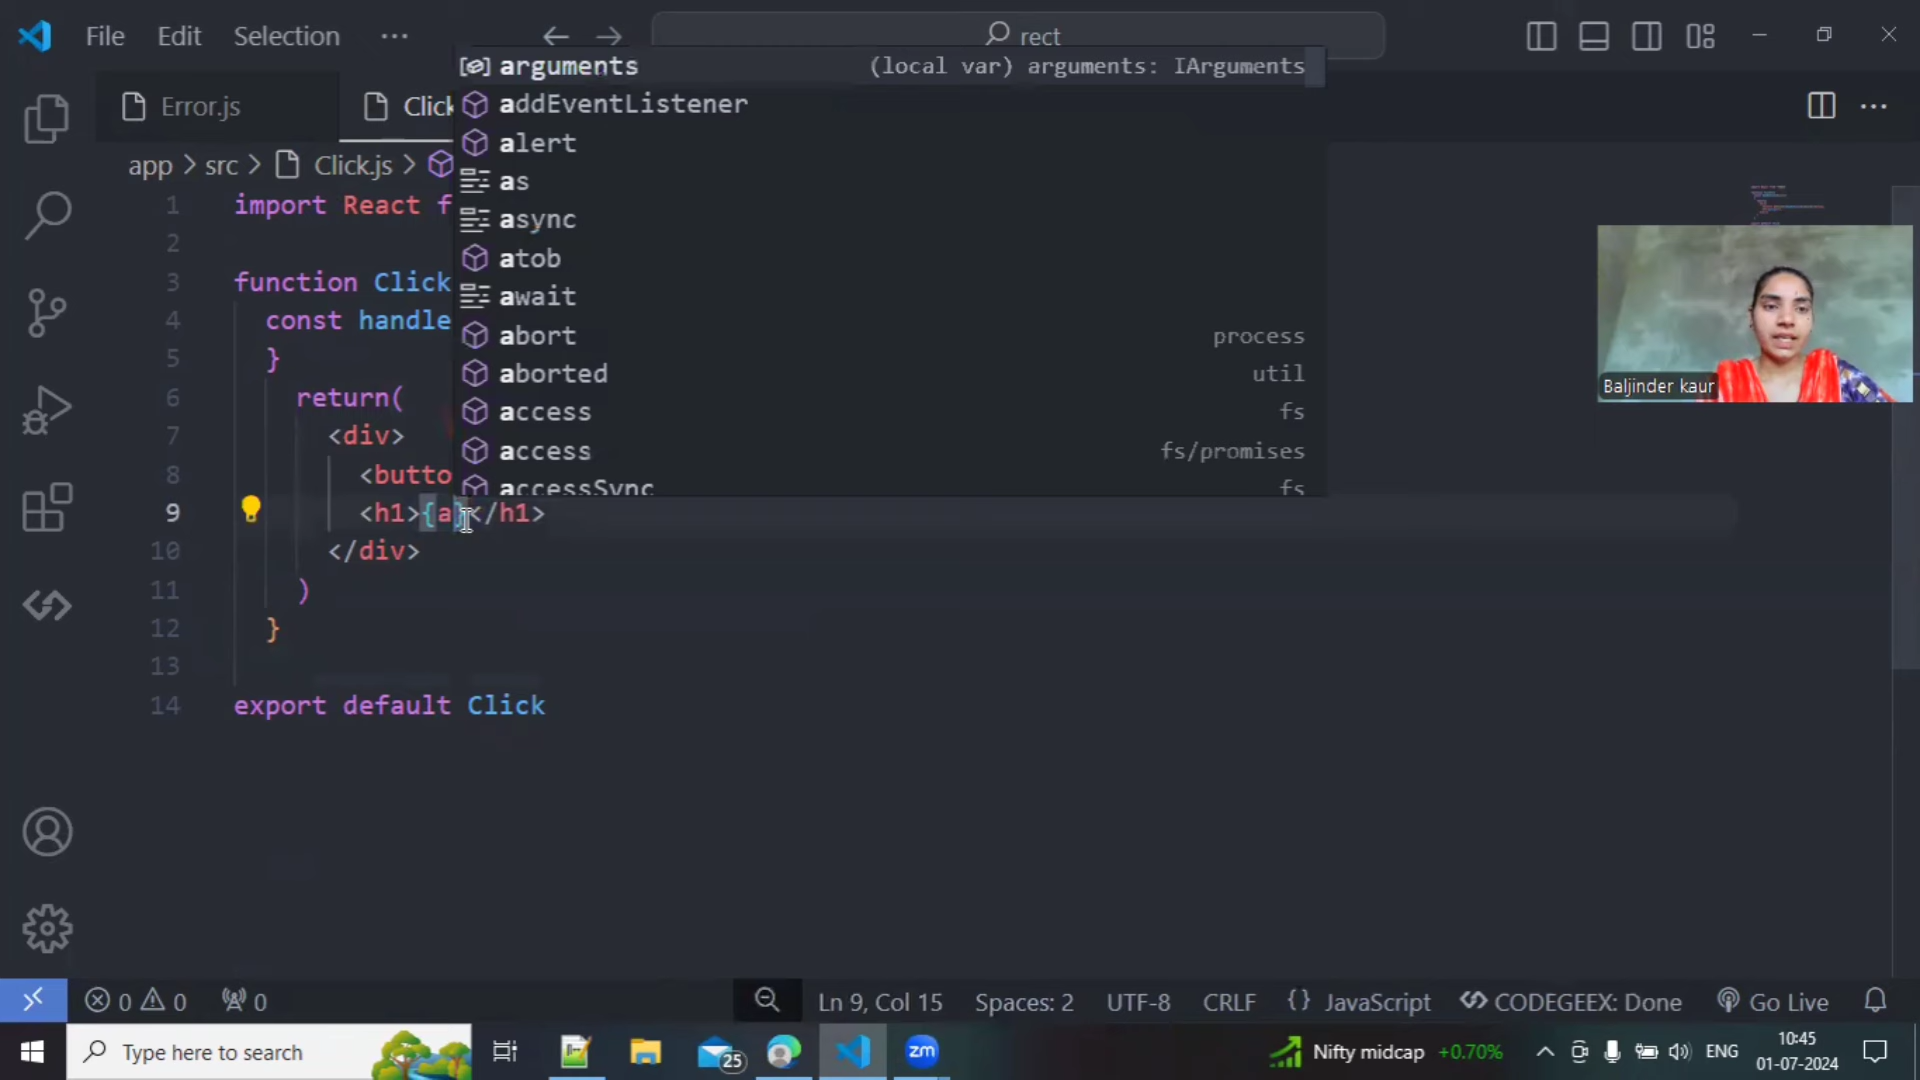 File Edit Selection ··· rect
Error.js Click
app > src > Click.js >
arguments (local var) arguments: IArguments
addEventListener
alert
as
async
atob
await
abort process
aborted util
access fs
access fs/promises
accessSync fs
1 import React f
2
3 function Click
4 const handle
5 }
6 return(
7 <div>
8 <butto
9 <h1>{a}</h1>
10 </div>
11 )
12 }
13
14 export default Click
Baljinder kaur
0 0 0 Ln 9, Col 15 Spaces: 2 UTF-8 CRLF {} JavaScript CODEGEEX: Done Go Live
Type here to search 25 zm Nifty midcap +0.70% ENG 10:45
01-07-2024